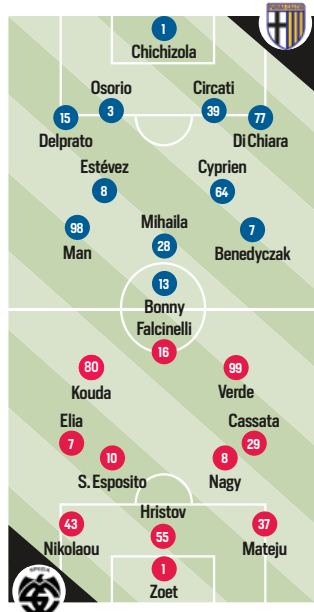 1
Chichizola
Osorio
Circati
3
39
15
77
Delprato
Di Chiara
Estévez
Cyprien
8
64
98
Mihaila
7
Man
28
Benedyczak
13
Bonny
Falcinelli
16
80
99
Kouda
Verde
Elia
Cassata
7
29
10
8
S. Esposito
Nagy
Hristov
43
37
55
Nikolaou
Mateju
1
Zoet
SPEZIA